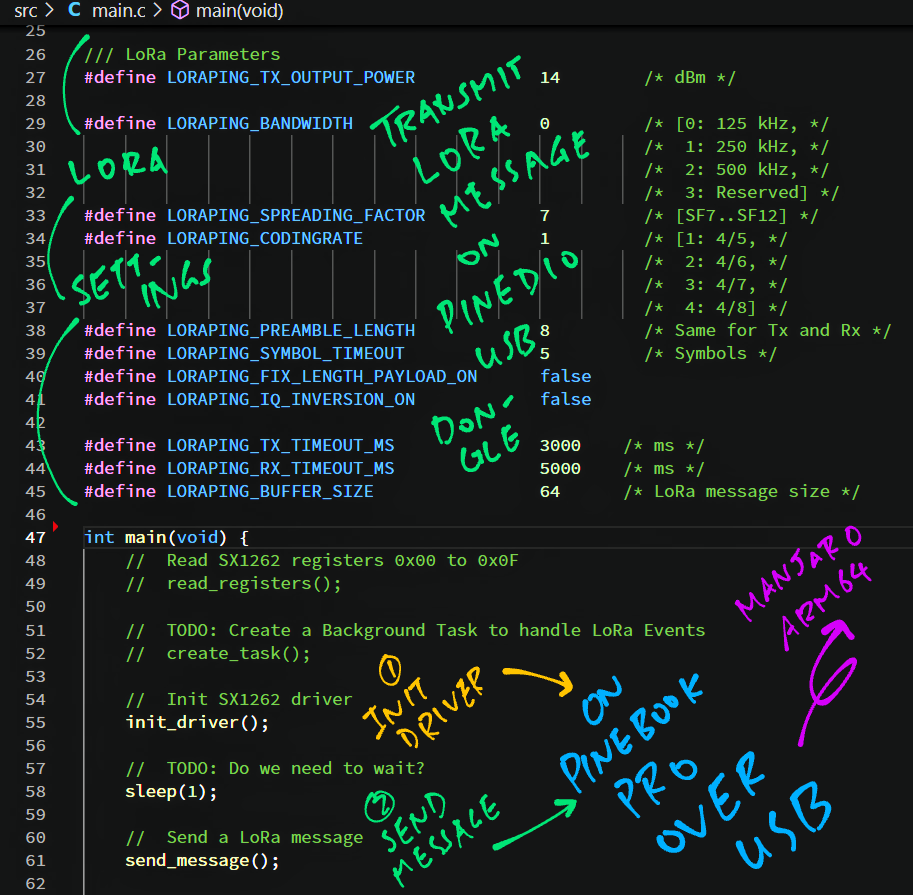 src > C main.c > main(void)
25
26 /// LoRa Parameters
27 #define LORAPING_TX_OUTPUT_POWER 14 /* dBm */
28
29 #define LORAPING_BANDWIDTH 0 /* [0: 125 kHz, */
30 /* 1: 250 kHz, */
31 /* 2: 500 kHz, */
32 /* 3: Reserved] */
33 #define LORAPING_SPREADING_FACTOR 7 /* [SF7..SF12] */
34 #define LORAPING_CODINGRATE 1 /* [1: 4/5, */
35 /* 2: 4/6, */
36 /* 3: 4/7, */
37 /* 4: 4/8] */
38 #define LORAPING_PREAMBLE_LENGTH 8 /* Same for Tx and Rx */
39 #define LORAPING_SYMBOL_TIMEOUT 5 /* Symbols */
40 #define LORAPING_FIX_LENGTH_PAYLOAD_ON false
41 #define LORAPING_IQ_INVERSION_ON false
42
43 #define LORAPING_TX_TIMEOUT_MS 3000 /* ms */
44 #define LORAPING_RX_TIMEOUT_MS 5000 /* ms */
45 #define LORAPING_BUFFER_SIZE 64 /* LoRa message size */
46
47 int main(void) {
48 // Read SX1262 registers 0x00 to 0x0F
49 // read_registers();
50
51 // TODO: Create a Background Task to handle LoRa Events
52 // create_task();
53
54 // Init SX1262 driver
55 init_driver();
56
57 // TODO: Do we need to wait?
58 sleep(1);
59
60 // Send a LoRa message
61 send_message();
62
LORA
SETT-
INGS
TRANSMIT
LORA
MESSAGE
ON
PINEDIO
USB
DON-
GLE
① INIT
DRIVER
② SEND
MESSAGE
ON
PINEBOOK
PRO
OVER
USB
MANJARO
ARM64